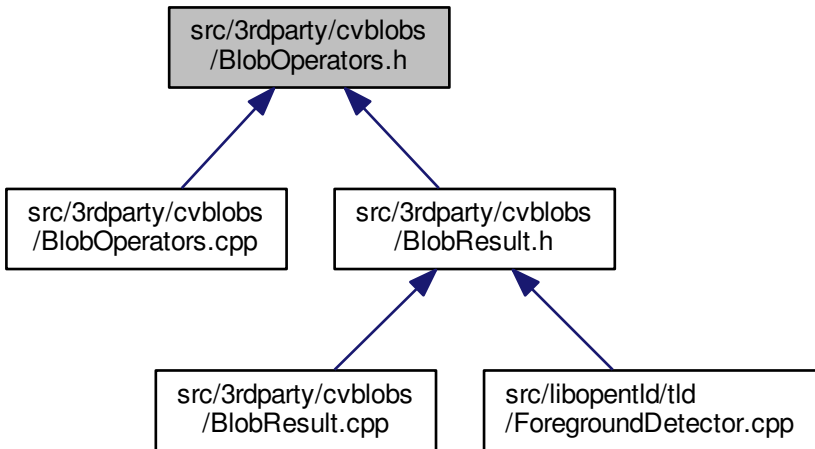 src/3rdparty/cvblobs
/BlobOperators.h
src/3rdparty/cvblobs
/BlobOperators.cpp
src/3rdparty/cvblobs
/BlobResult.h
src/3rdparty/cvblobs
/BlobResult.cpp
src/libopentld/tld
/ForegroundDetector.cpp